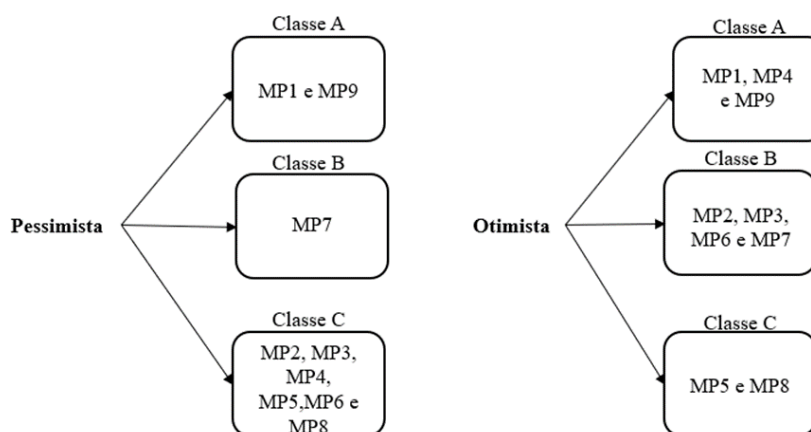 Classe A
MP1 e MP9
Classe B
Pessimista
MP7
Classe C
MP2, MP3,
MP4,
MP5,MP6 e
MP8
Classe A
MP1, MP4
e MP9
Classe B
Otimista
MP2, MP3,
MP6 e MP7
Classe C
MP5 e MP8